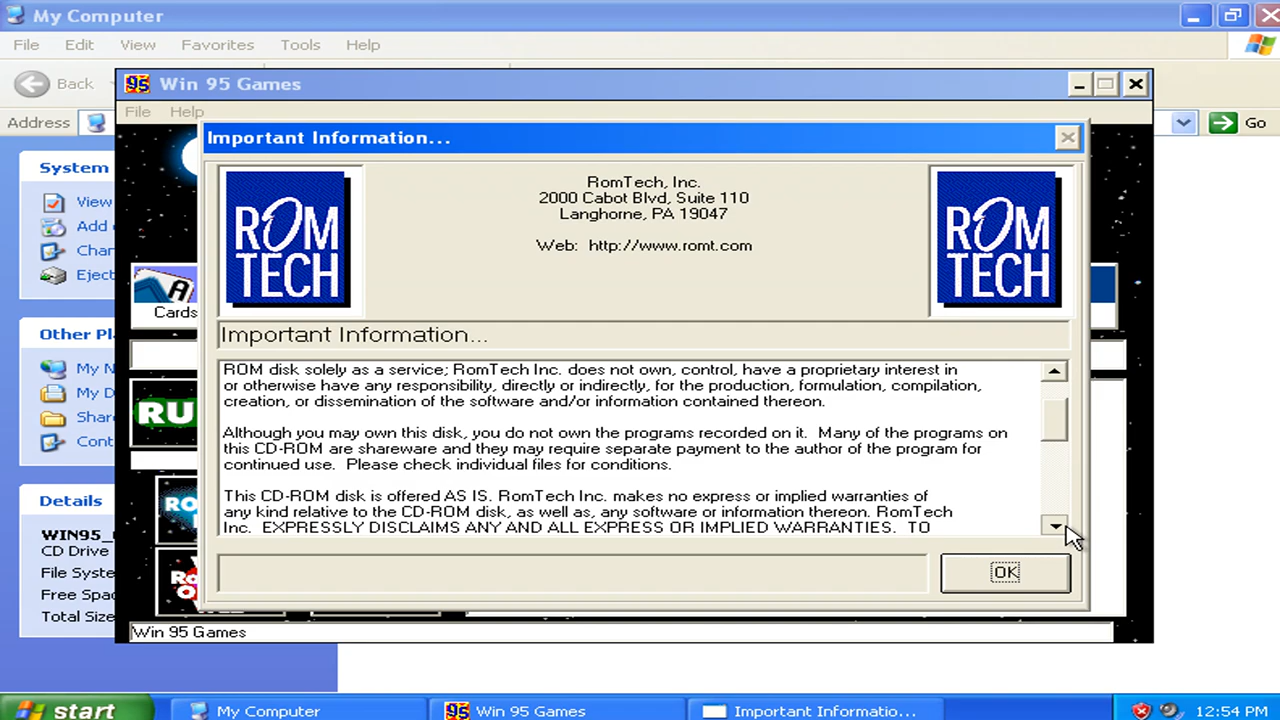 My Computer
File Edit View Favorites Tools Help
Back
Address
Go
95 Win 95 Games
File Help
Important Information...
ROM TECH
RomTech, Inc.
2000 Cabot Blvd, Suite 110
Langhorne, PA 19047
Web: http://www.romt.com
ROM TECH
Important Information...
ROM disk solely as a service; RomTech Inc. does not own, control, have a proprietary interest in
or otherwise have any responsibility, directly or indirectly, for the production, formulation, compilation,
creation, or dissemination of the software and/or information contained thereon.
Although you may own this disk, you do not own the programs recorded on it. Many of the programs on
this CD-ROM are shareware and they may require separate payment to the author of the program for
continued use. Please check individual files for conditions.
This CD-ROM disk is offered AS IS. RomTech Inc. makes no express or implied warranties of
any kind relative to the CD-ROM disk, as well as, any software or information thereon. RomTech
Inc. EXPRESSLY DISCLAIMS ANY AND ALL EXPRESS OR IMPLIED WARRANTIES. TO
OK
System
View
Add
Chan
Eject
Other Pl
My N
My D
Share
Cont
Details
WIN95_
CD Drive
File Syste
Free Spa
Total Size
A
Cards
RU
Win 95 Games
start
My Computer
95 Win 95 Games
Important Informatio...
12:54 PM